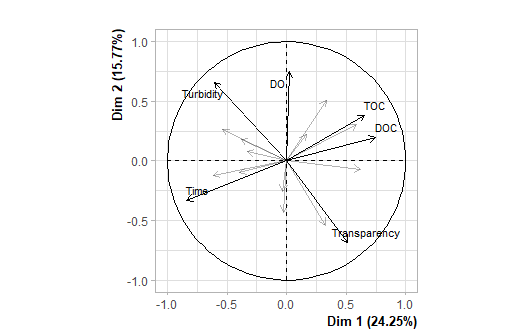 Dim 2 (15.77%)
1.0
0.5
0.0
-0.5
-1.0
Turbidity
DO
TOC
DOC
Time
Transparency
-1.0 -0.5 0.0 0.5 1.0
Dim 1 (24.25%)